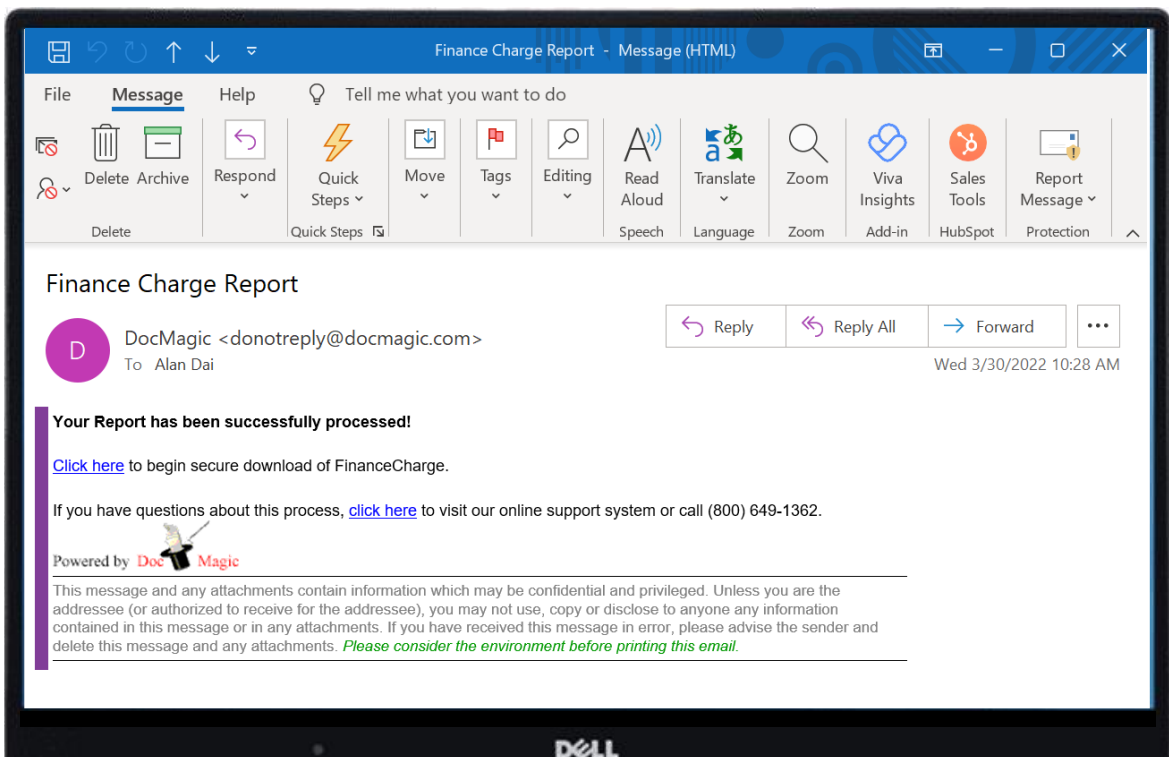 Finance Charge Report - Message (HTML)
File Message Help Tell me what you want to do
Delete Archive Respond Quick Steps Move Tags Editing Read Aloud Translate Zoom Viva Insights Sales Tools Report Message
Delete Quick Steps Speech Language Zoom Add-in HubSpot Protection
Finance Charge Report
D
DocMagic <donotreply@docmagic.com>
To Alan Dai
Reply Reply All Forward
Wed 3/30/2022 10:28 AM
Your Report has been successfully processed!
Click here to begin secure download of FinanceCharge.
If you have questions about this process, click here to visit our online support system or call (800) 649-1362.
Powered by Doc Magic
This message and any attachments contain information which may be confidential and privileged. Unless you are the
addressee (or authorized to receive for the addressee), you may not use, copy or disclose to anyone any information
contained in this message or in any attachments. If you have received this message in error, please advise the sender and
delete this message and any attachments. Please consider the environment before printing this email.
DELL